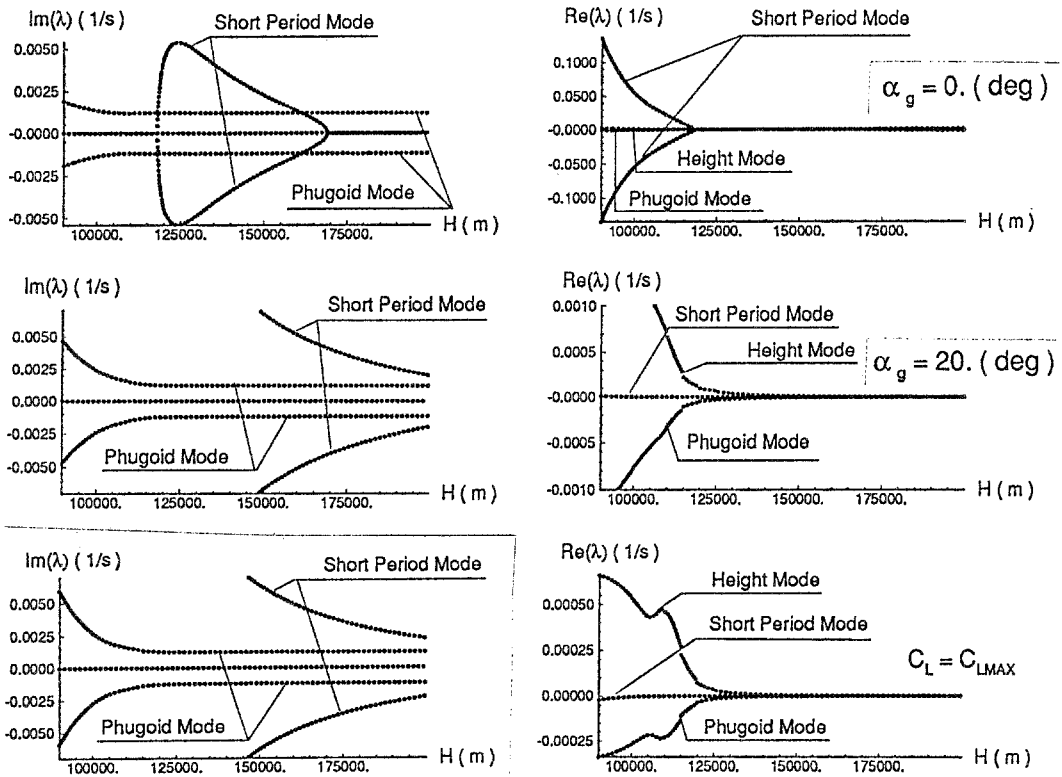 Im(λ) ( 1/s )
Short Period Mode
0.0050
0.0025
-0.0000
-0.0025
-0.0050
Phugoid Mode
100000. 125000. 150000. 175000.
H ( m )
Re(λ) ( 1/s )
Short Period Mode
0.1000
0.0500
-0.0000
-0.0500
-0.1000
Height Mode
Phugoid Mode
100000. 125000. 150000. 175000.
H ( m )
α g = 0. ( deg )
Im(λ) ( 1/s )
Short Period Mode
0.0050
0.0025
0.0000
-0.0025
-0.0050
Phugoid Mode
100000. 125000. 150000. 175000.
H ( m )
Re(λ) ( 1/s )
0.0010
0.0005
-0.0000
-0.0005
-0.0010
Short Period Mode
Height Mode
Phugoid Mode
100000. 125000. 150000. 175000.
H ( m )
α g = 20. ( deg )
Im(λ) ( 1/s )
Short Period Mode
0.0050
0.0025
0.0000
-0.0025
-0.0050
Phugoid Mode
100000. 125000. 150000. 175000.
H ( m )
Re(λ) ( 1/s )
Height Mode
0.00050
Short Period Mode
0.00025
0.00000
-0.00025
Phugoid Mode
100000. 125000. 150000. 175000.
H ( m )
C L = C LMAX